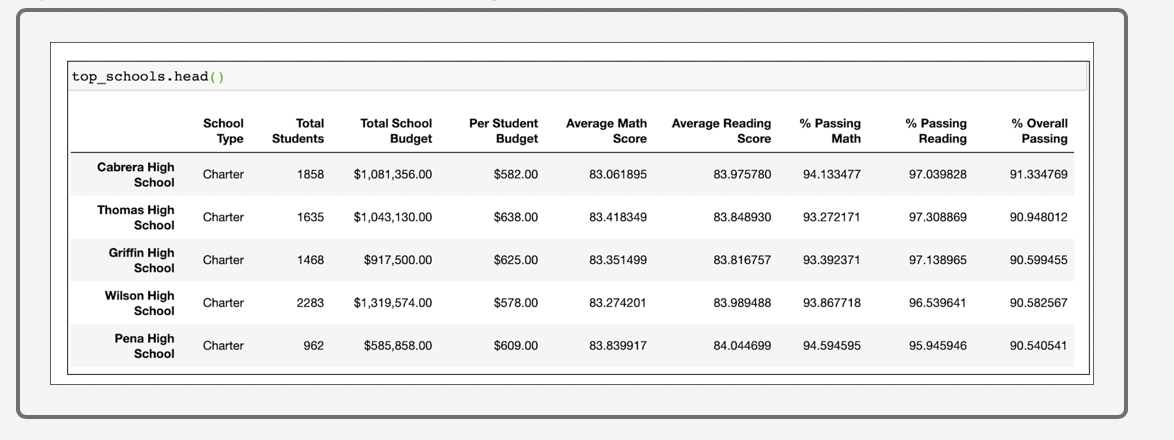 top_schools.head()
School Type Total Students Total School Budget Per Student Budget Average Math Score Average Reading Score % Passing Math % Passing Reading % Overall Passing
Cabrera High School Charter 1858 $1,081,356.00 $582.00 83.061895 83.975780 94.133477 97.039828 91.334769
Thomas High School Charter 1635 $1,043,130.00 $638.00 83.418349 83.848930 93.272171 97.308869 90.948012
Griffin High School Charter 1468 $917,500.00 $625.00 83.351499 83.816757 93.392371 97.138965 90.599455
Wilson High School Charter 2283 $1,319,574.00 $578.00 83.274201 83.989488 93.867718 96.539641 90.582567
Pena High School Charter 962 $585,858.00 $609.00 83.839917 84.044699 94.594595 95.945946 90.540541